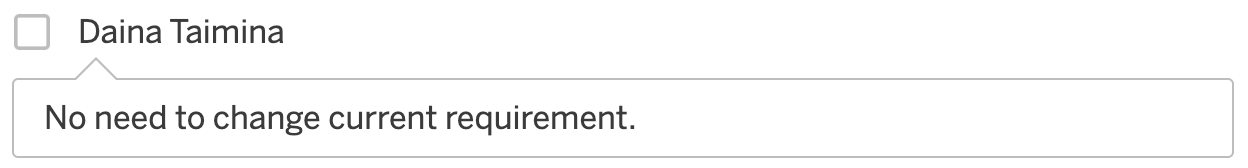 Daina Taimina
No need to change current requirement.